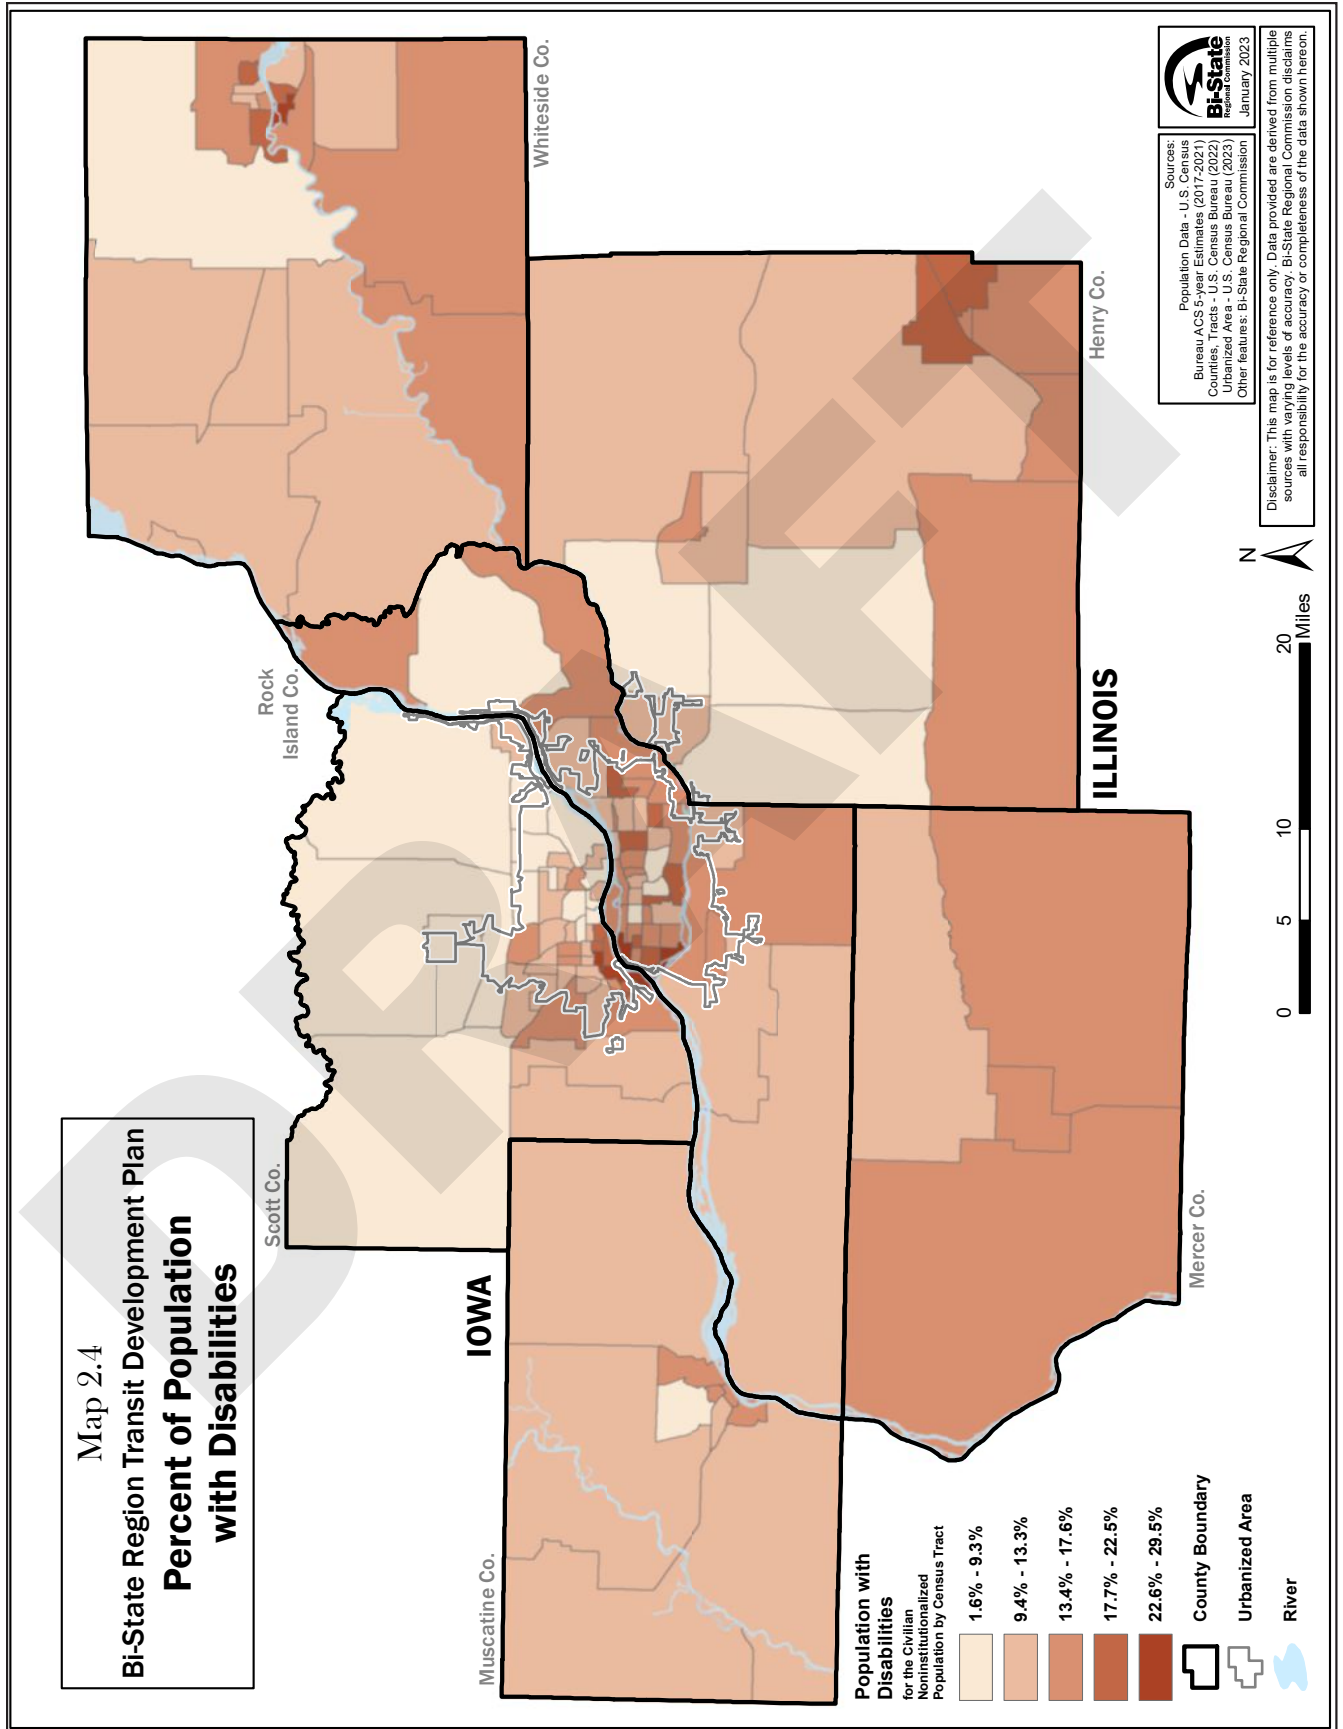 Map 2.4
Bi-State Region Transit Development Plan
Percent of Population
with Disabilities
Scott Co.
Rock
Island Co.
Whiteside Co.
IOWA
Muscatine Co.
Henry Co.
ILLINOIS
Mercer Co.
DRAFT
Population with
Disabilities
for the Civilian
Noninstitutionalized
Population by Census Tract
1.6% - 9.3%
9.4% - 13.3%
13.4% - 17.6%
17.7% - 22.5%
22.6% - 29.5%
County Boundary
Urbanized Area
River
0 5 10 20
Miles
N
Sources:
Population Data - U.S. Census
Bureau ACS 5-year Estimates (2017-2021)
Counties, Tracts - U.S. Census Bureau (2022)
Urbanized Area - U.S. Census Bureau (2023)
Other features: Bi-State Regional Commission
Bi-State
Regional Commission
January 2023
Disclaimer: This map is for reference only. Data provided are derived from multiple
sources with varying levels of accuracy. Bi-State Regional Commission disclaims
all responsibility for the accuracy or completeness of the data shown hereon.